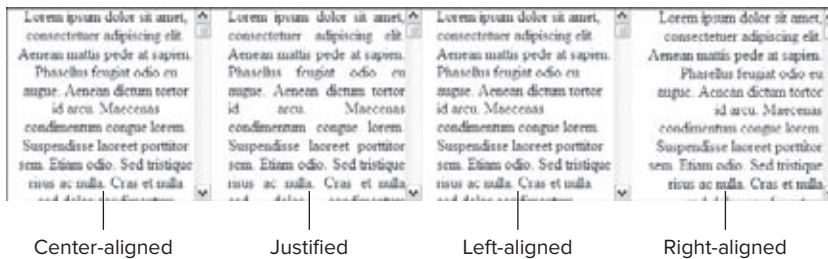 Lorem ipsum dolor sit amet,
consectetuer adipiscing elit.
Aenean mattis pede at sapien.
Phasellus feugiat odio eu
augue. Aenean dictum tortor
id arcu. Maecenas
condimentum congue lorem.
Suspendisse laoreet porttitor
sem. Etiam odio. Sed tristique
risus ac nulla. Cras et nulla
Lorem ipsum dolor sit amet,
consectetuer adipiscing elit.
Aenean mattis pede at sapien.
Phasellus feugiat odio eu
augue. Aenean dictum tortor
id arcu. Maecenas
condimentum congue lorem.
Suspendisse laoreet porttitor
sem. Etiam odio. Sed tristique
risus ac nulla. Cras et nulla
Lorem ipsum dolor sit amet,
consectetuer adipiscing elit.
Aenean mattis pede at sapien.
Phasellus feugiat odio eu
augue. Aenean dictum tortor
id arcu. Maecenas
condimentum congue lorem.
Suspendisse laoreet porttitor
sem. Etiam odio. Sed tristique
risus ac nulla. Cras et nulla
Lorem ipsum dolor sit amet,
consectetuer adipiscing elit.
Aenean mattis pede at sapien.
Phasellus feugiat odio eu
augue. Aenean dictum tortor
id arcu. Maecenas
condimentum congue lorem.
Suspendisse laoreet porttitor
sem. Etiam odio. Sed tristique
risus ac nulla. Cras et nulla
Center-aligned
Justified
Left-aligned
Right-aligned